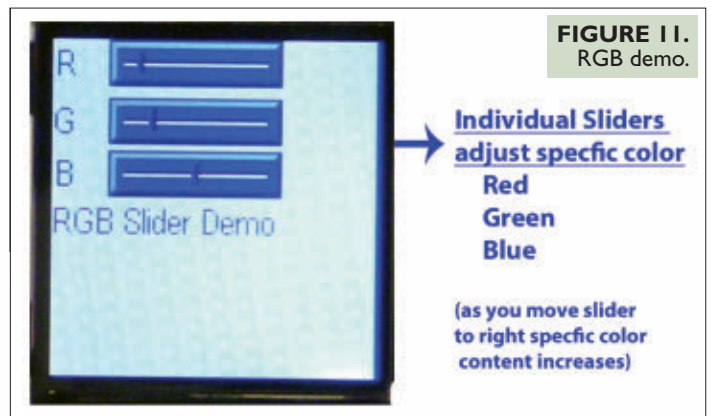 FIGURE 11.
RGB demo.
R
G
B
RGB Slider Demo
Individual Sliders
adjust specfic color
Red
Green
Blue
(as you move slider
to right specfic color
content increases)